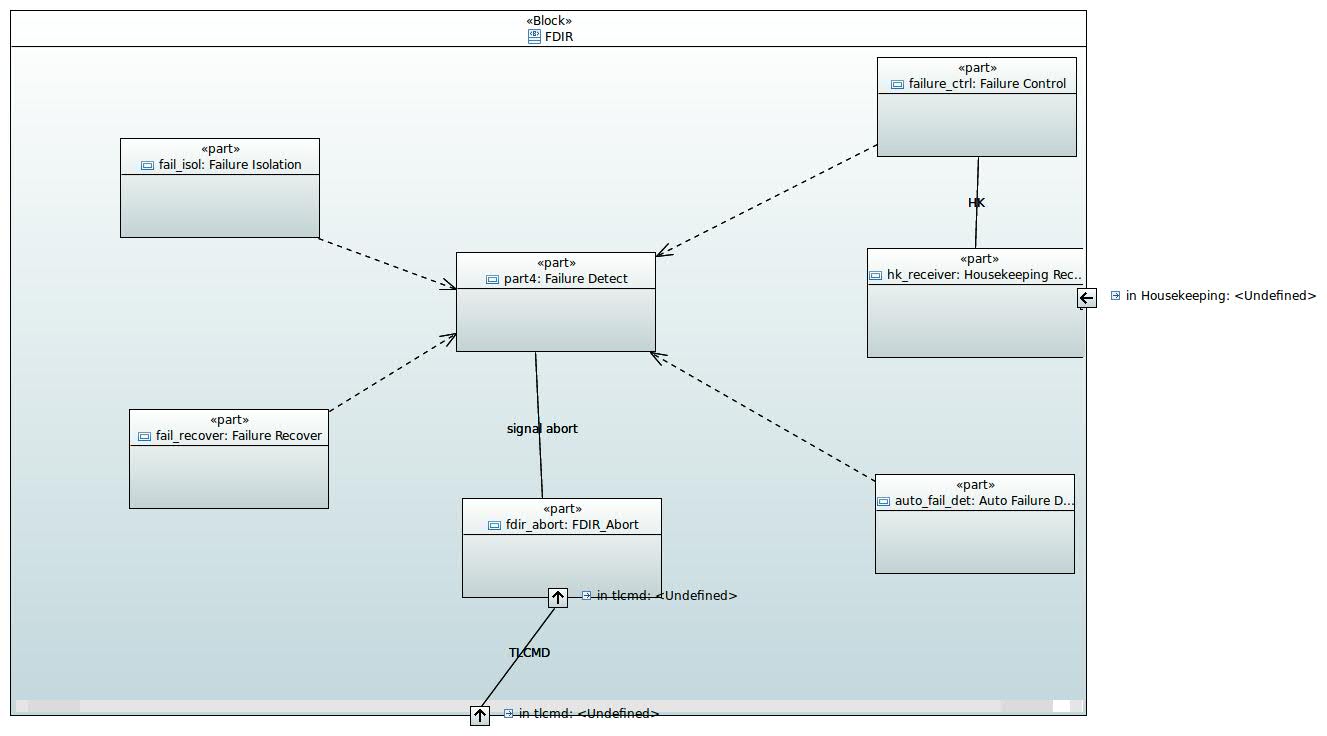 «Block»
FDIR
«part»
failure_ctrl: Failure Control
«part»
fail_isol: Failure Isolation
HK
«part»
part4: Failure Detect
«part»
hk_receiver: Housekeeping Rec..
in Housekeeping: <Undefined>
«part»
fail_recover: Failure Recover
signal abort
«part»
auto_fail_det: Auto Failure D...
«part»
fdir_abort: FDIR_Abort
in tlcmd: <Undefined>
TLCMD
in tlcmd: <Undefined>